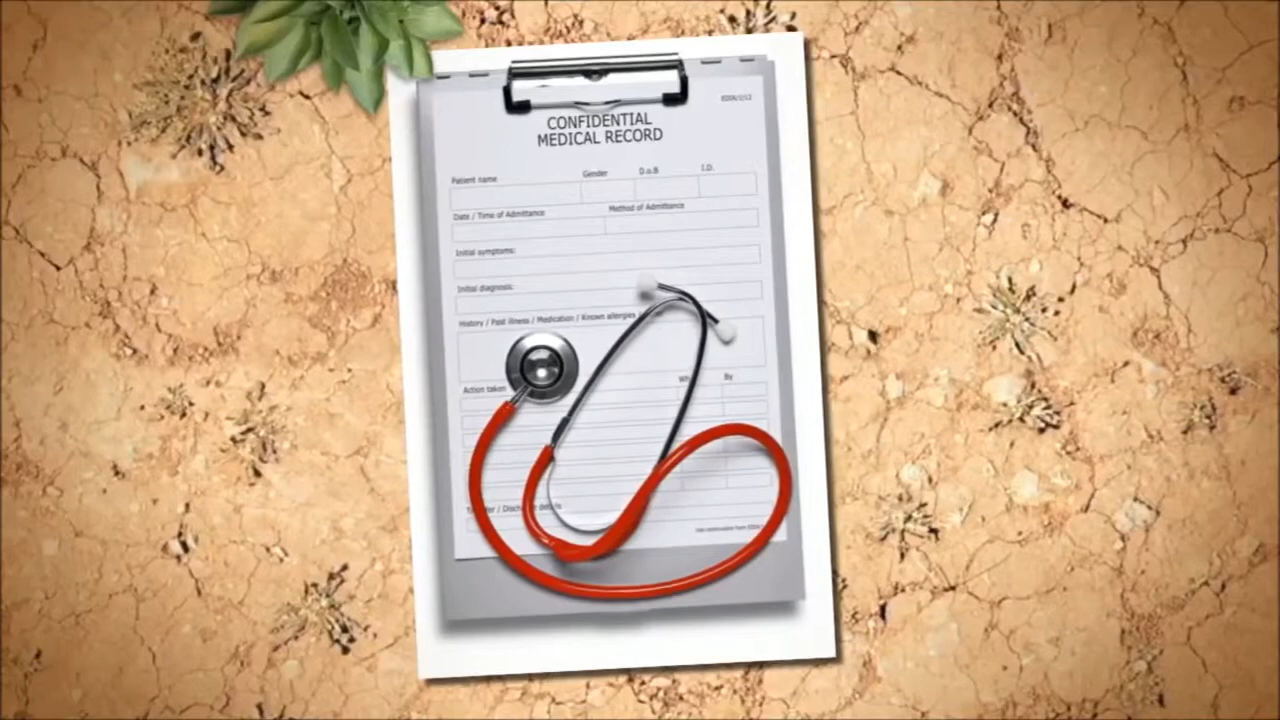 CONFIDENTIAL
MEDICAL RECORD
Patient name
Gender
D.o.B
I.D.
Date / Time of Admittance
Method of Admittance
Initial symptoms:
Initial diagnosis:
History / Past illness / Medication / Known allergies
Action taken
By
details